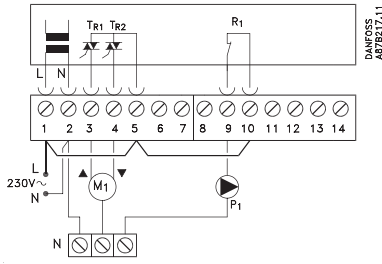 TR1 TR2
R1
DANFOSS
A87B217.11
L N
1 2 3 4 5 6 7 8 9 10 11 12 13 14
L
230V~
N
M1
P1
N